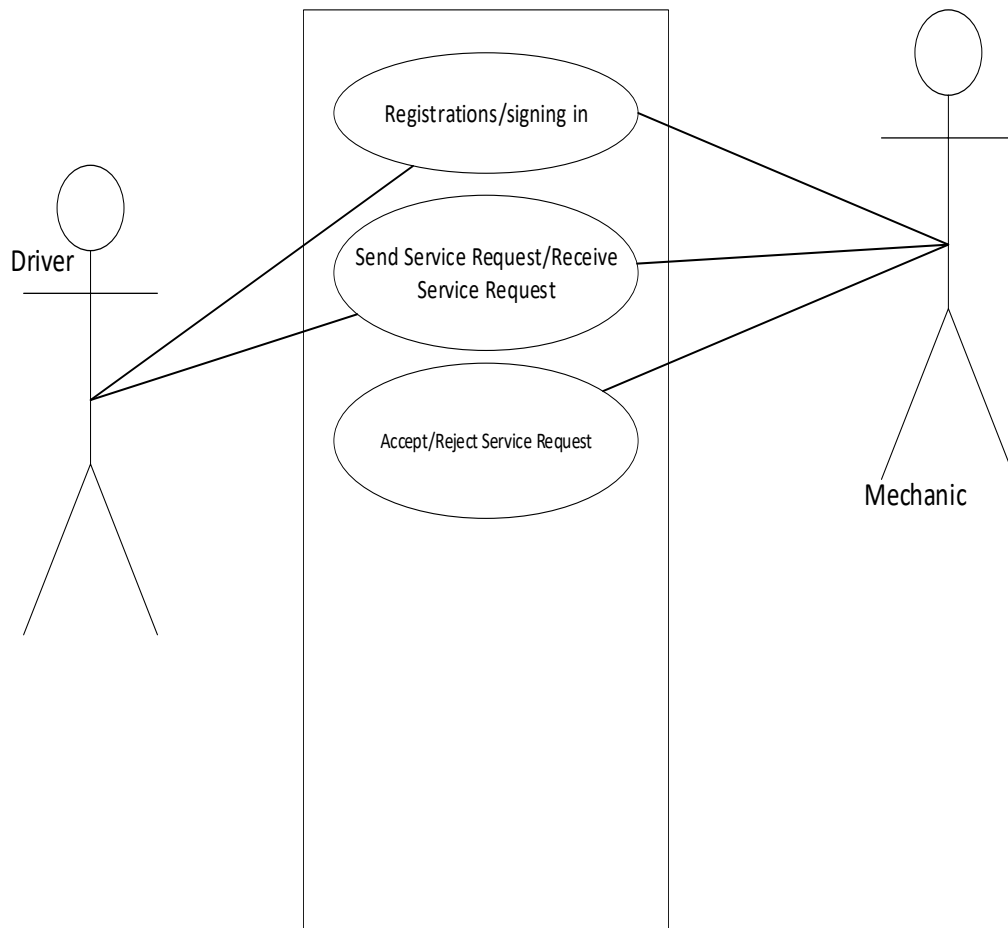 Registrations/signing in
Driver
Send Service Request/Receive
Service Request
Accept/Reject Service Request
Mechanic